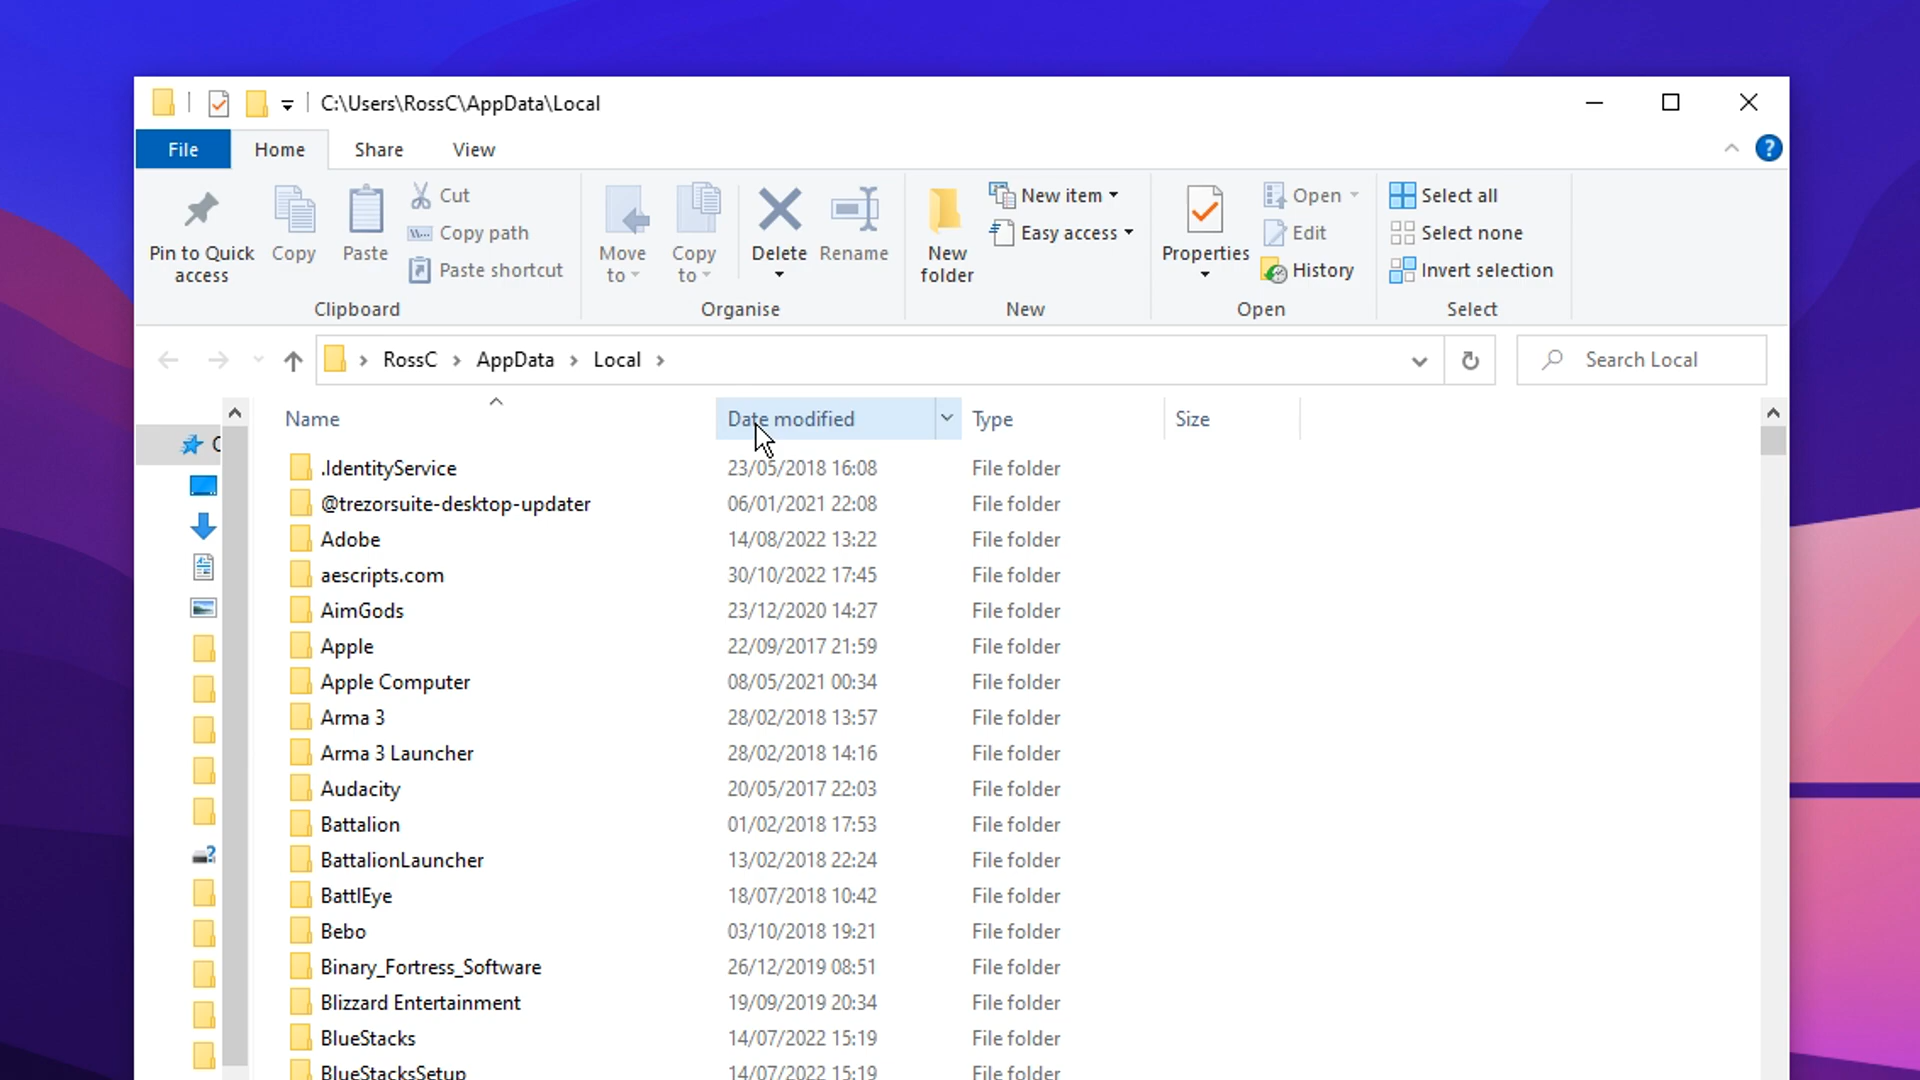 C:\Users\RossC\AppData\Local
File Home Share View
?
Pin to Quick access
Copy
Paste
Cut
Copy path
Paste shortcut
Clipboard
Move to
Copy to
Delete
Rename
Organise
New folder
New item
Easy access
New
Properties
Open
Edit
History
Open
Select all
Select none
Invert selection
Select
RossC AppData Local
Search Local
Name Date modified Type Size
.IdentityService 23/05/2018 16:08 File folder
@trezorsuite-desktop-updater 06/01/2021 22:08 File folder
Adobe 14/08/2022 13:22 File folder
aescripts.com 30/10/2022 17:45 File folder
AimGods 23/12/2020 14:27 File folder
Apple 22/09/2017 21:59 File folder
Apple Computer 08/05/2021 00:34 File folder
Arma 3 28/02/2018 13:57 File folder
Arma 3 Launcher 28/02/2018 14:16 File folder
Audacity 20/05/2017 22:03 File folder
Battalion 01/02/2018 17:53 File folder
BattalionLauncher 13/02/2018 22:24 File folder
BattlEye 18/07/2018 10:42 File folder
Bebo 03/10/2018 19:21 File folder
Binary_Fortress_Software 26/12/2019 08:51 File folder
Blizzard Entertainment 19/09/2019 20:34 File folder
BlueStacks 14/07/2022 15:19 File folder
BlueStacksSetup 14/07/2022 15:19 File folder